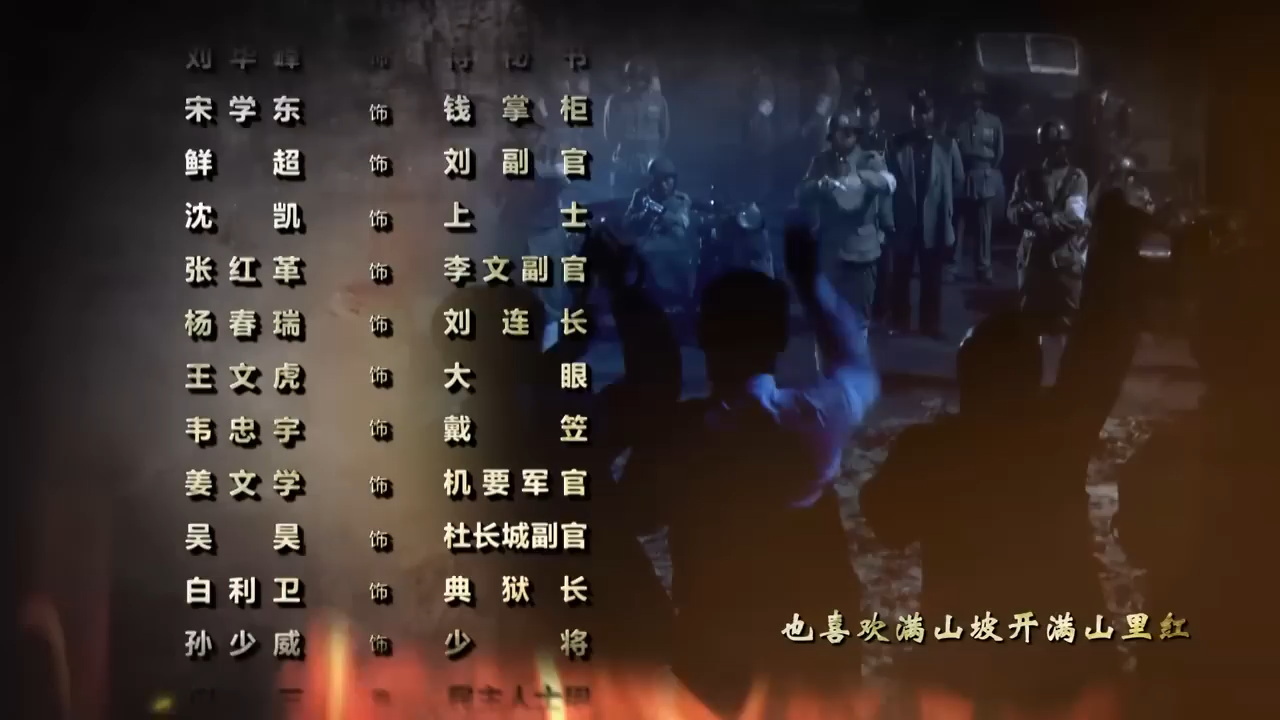 宋学东 饰 钱掌柜
鲜超 饰 刘副官
沈凯 饰 上士
张红革 饰 李文副官
杨春瑞 饰 刘连长
王文虎 饰 大眼
韦忠宇 饰 戴笠
姜文学 饰 机要军官
吴昊 饰 杜长城副官
白利卫 饰 典狱长
孙少威 饰 少将
也喜欢满山坡开满山里红